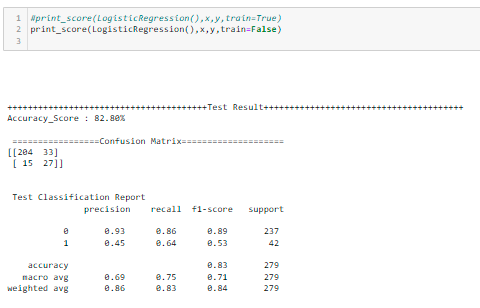 1 #print_score(LogisticRegression(),x,y,train=True)
2 print_score(LogisticRegression(),x,y,train=False)
3
+++++++++++++++++++++++++++++++++++++++Test Result+++++++++++++++++++++++++++++++++++++++
Accuracy_Score : 82.80%
=================Confusion Matrix====================
[[204 33]
[ 15 27]]
Test Classification Report
precision recall f1-score support
0 0.93 0.86 0.89 237
1 0.45 0.64 0.53 42
accuracy 0.83 279
macro avg 0.69 0.75 0.71 279
weighted avg 0.86 0.83 0.84 279